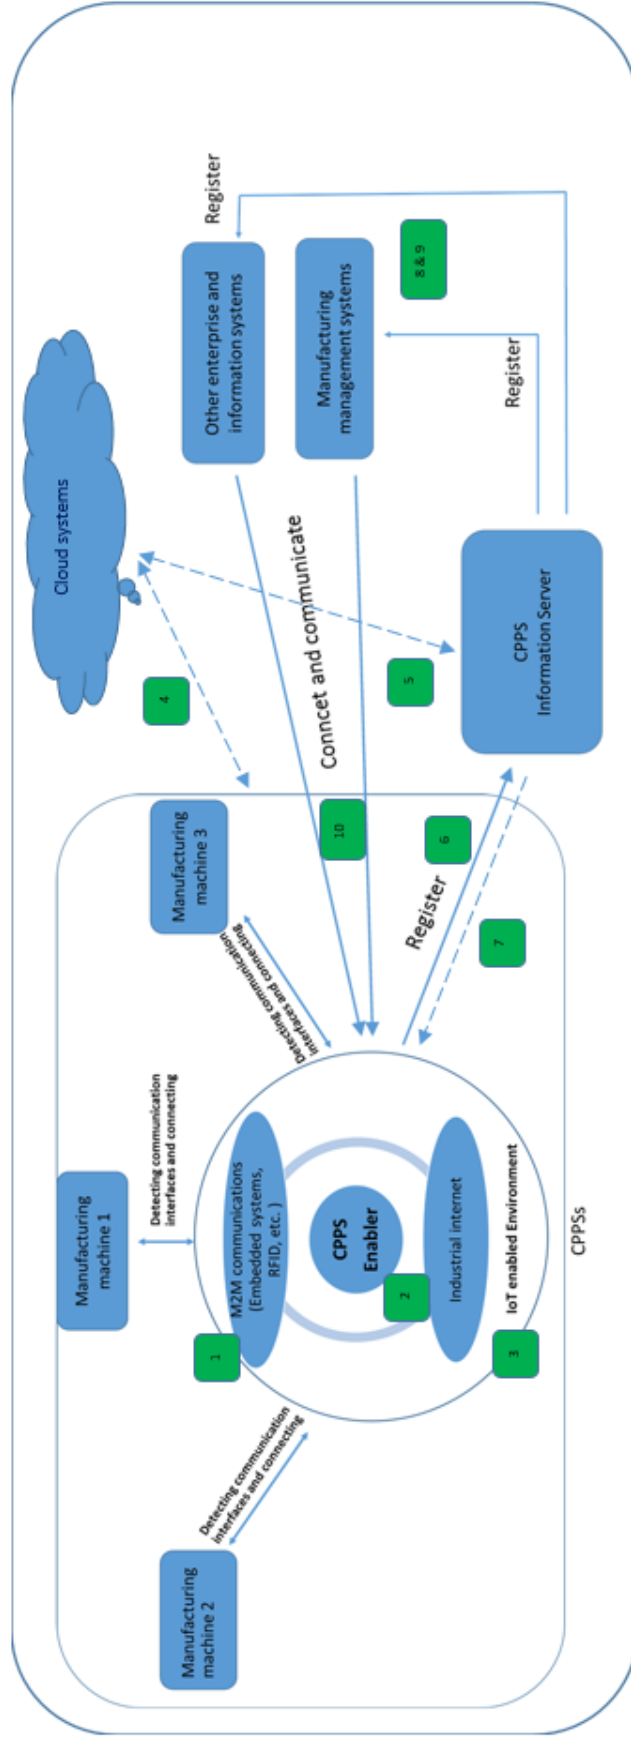 Manufacturing
machine 2
Detecting communication
interfaces and connecting
Manufacturing
machine 1
Detecting communication
interfaces and connecting
Manufacturing
machine 3
Detecting communication
interfaces and connecting
1
M2M communications
(Embedded systems,
RFID, etc. )
CPPS
Enabler
2
Industrial internet
3
IoT enabled Environment
CPPSs
Cloud systems
4
5
Other enterprise and
information systems
Register
Manufacturing
management systems
8 & 9
Register
Conncet and communicate
10
Register
6
7
CPPS
Information Server